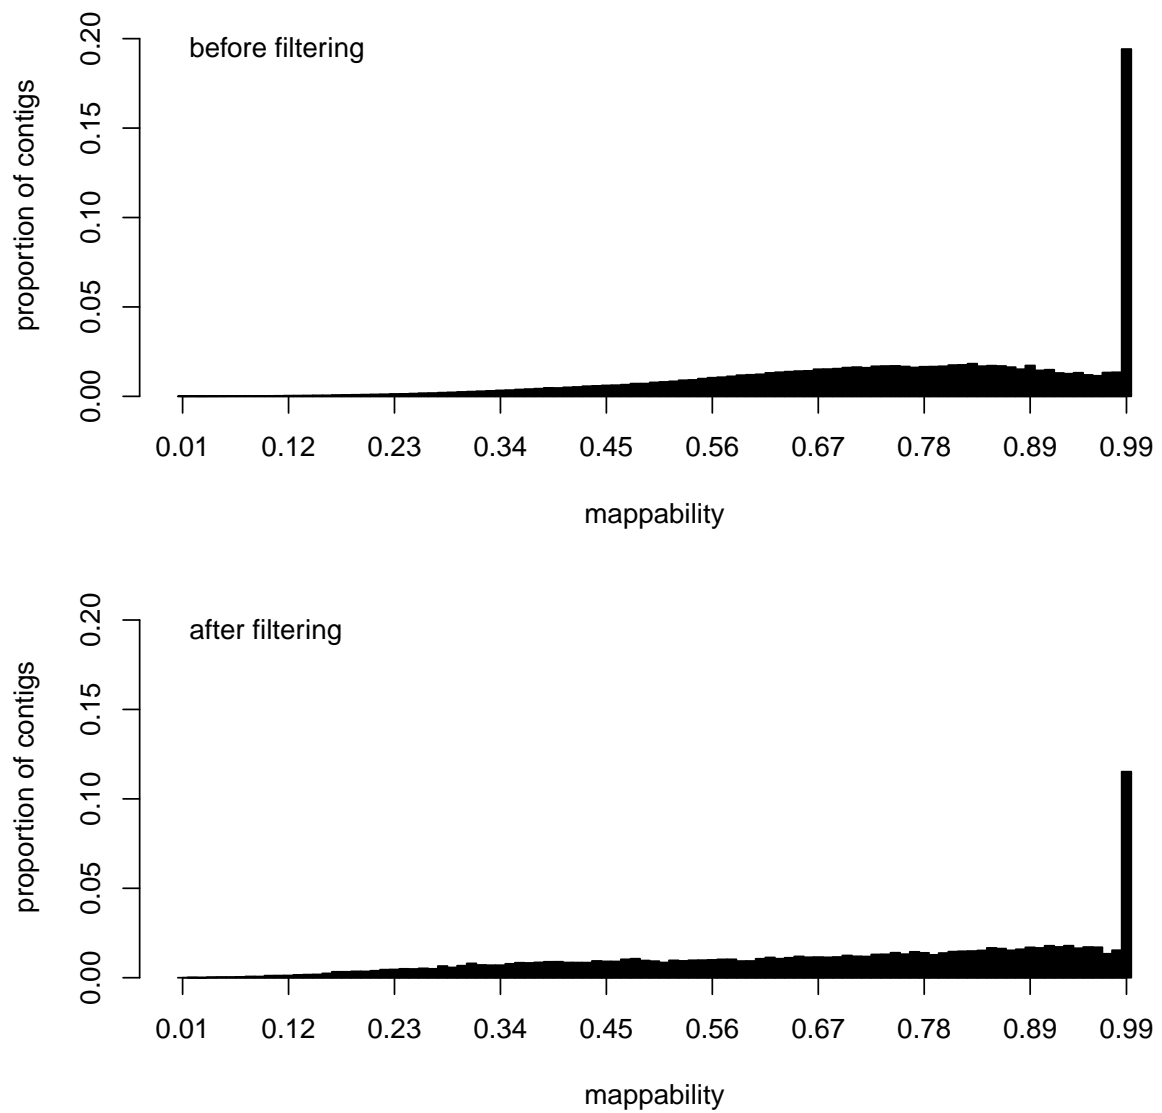 before filtering
proportion of contigs
0.20
0.15
0.10
0.05
0.00
0.01 0.12 0.23 0.34 0.45 0.56 0.67 0.78 0.89 0.99
mappability
after filtering
proportion of contigs
0.20
0.15
0.10
0.05
0.00
0.01 0.12 0.23 0.34 0.45 0.56 0.67 0.78 0.89 0.99
mappability